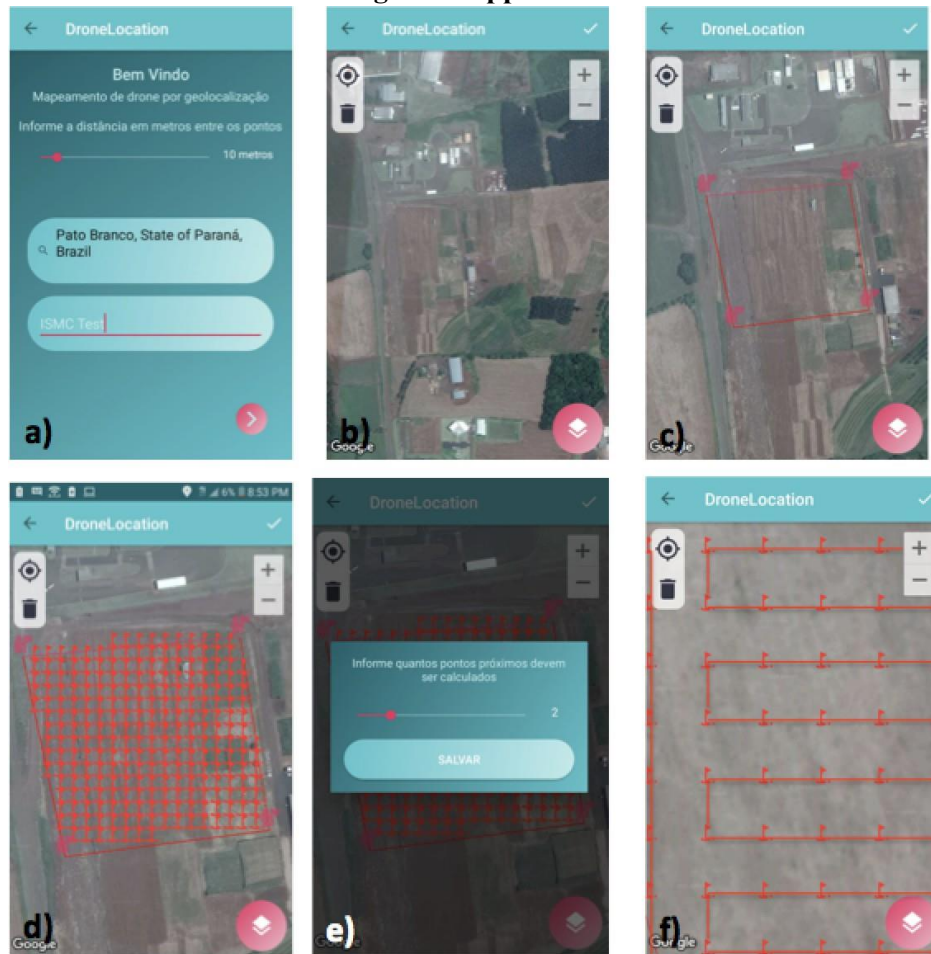 DroneLocation
Bem Vindo
Mapeamento de drone por geolocalização
Informe a distância em metros entre os pontos
10 metros
Pato Branco, State of Paraná,
Brazil
ISMC Test
a)
DroneLocation
+
−
Google
b)
DroneLocation
+
−
Google
c)
6% 8:53 PM
DroneLocation
+
−
Google
d)
DroneLocation
+
−
Informe quantos pontos próximos devem
ser calculados
2
SALVAR
e)
DroneLocation
+
−
Google
f)